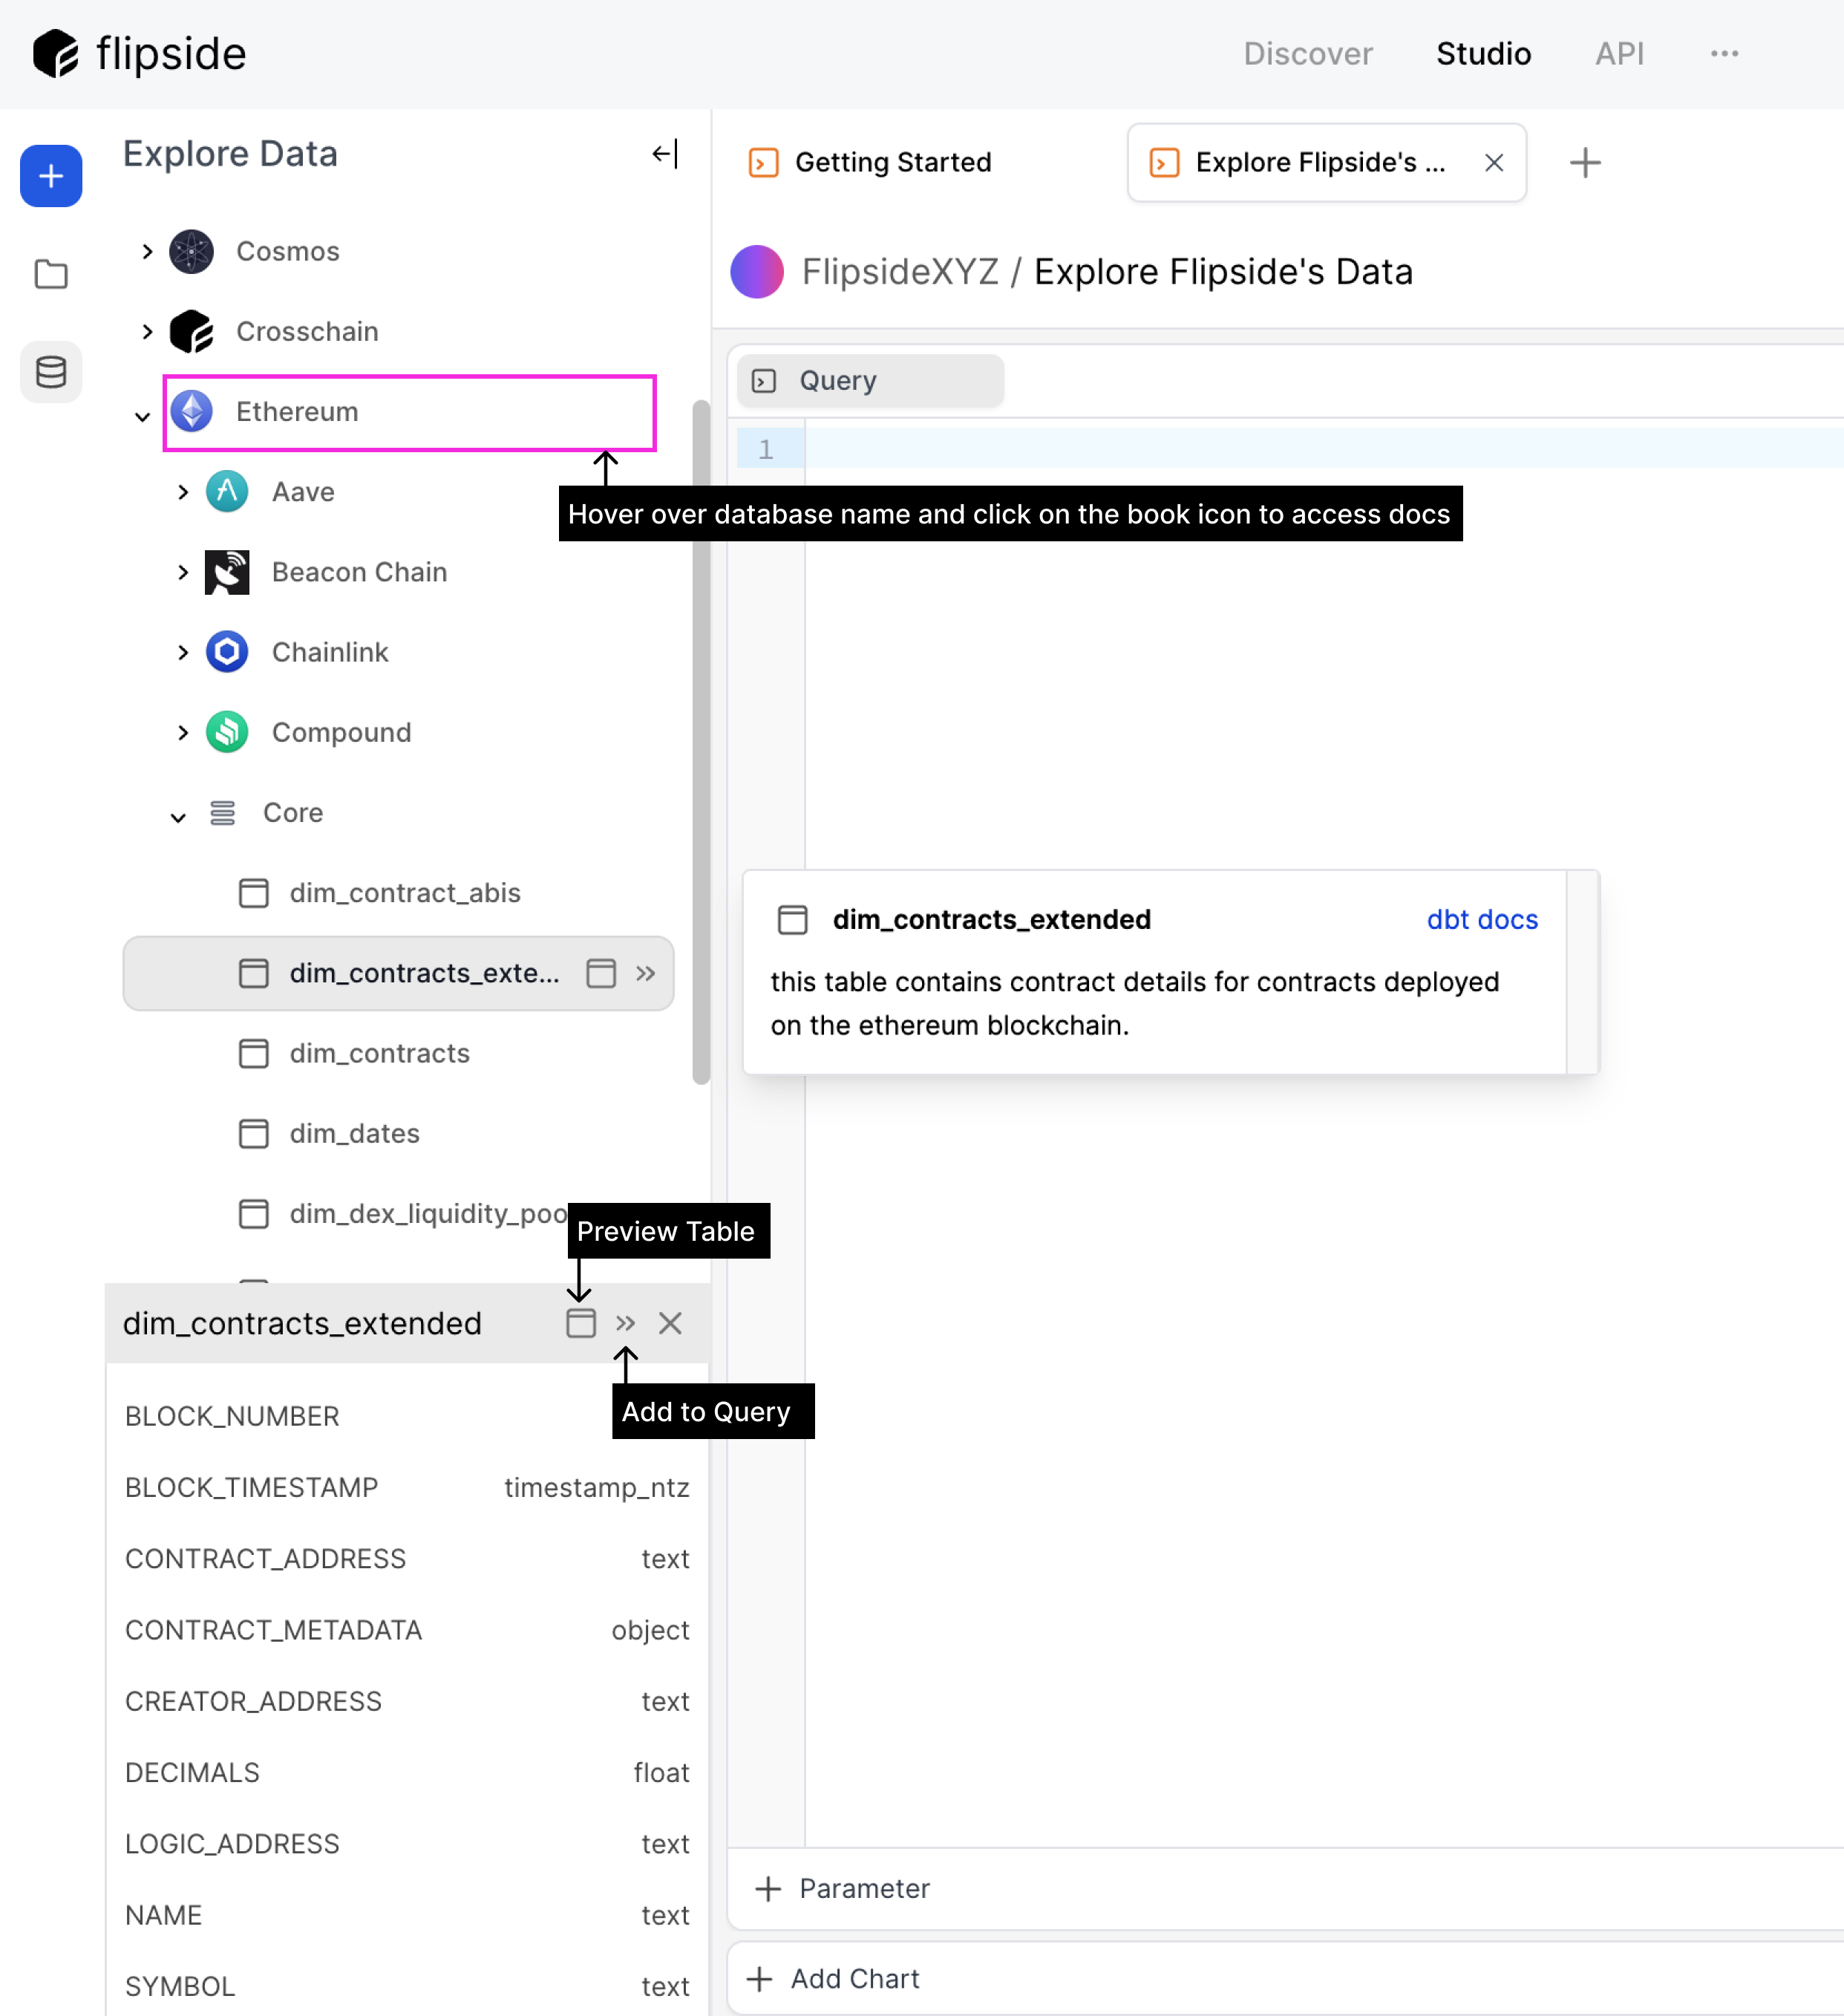 flipside
Discover
Studio
API
Explore Data
Getting Started
Explore Flipside's ...
Cosmos
FlipsideXYZ / Explore Flipside's Data
Crosschain
Query
Ethereum
1
Aave
Hover over database name and click on the book icon to access docs
Beacon Chain
Chainlink
Compound
Core
dim_contract_abis
dim_contracts_exte...
dim_contracts_extended
dbt docs
this table contains contract details for contracts deployed
on the ethereum blockchain.
dim_contracts
dim_dates
dim_dex_liquidity_poo
Preview Table
dim_contracts_extended
Add to Query
BLOCK_NUMBER
BLOCK_TIMESTAMP timestamp_ntz
CONTRACT_ADDRESS text
CONTRACT_METADATA object
CREATOR_ADDRESS text
DECIMALS float
LOGIC_ADDRESS text
NAME text
SYMBOL text
Parameter
Add Chart